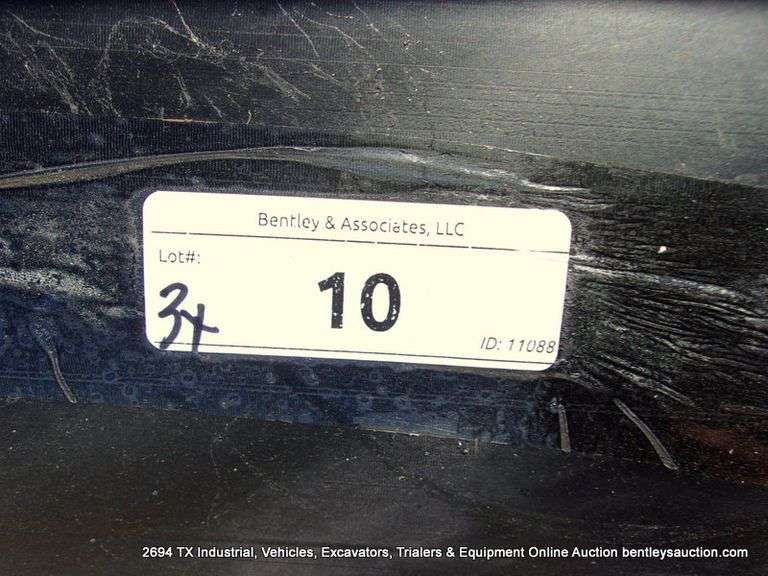 Bentley & Associates, LLC
Lot#:
10
3x
ID: 11088
2694 TX Industrial, Vehicles, Excavators, Trialers & Equipment Online Auction bentleysauction.com